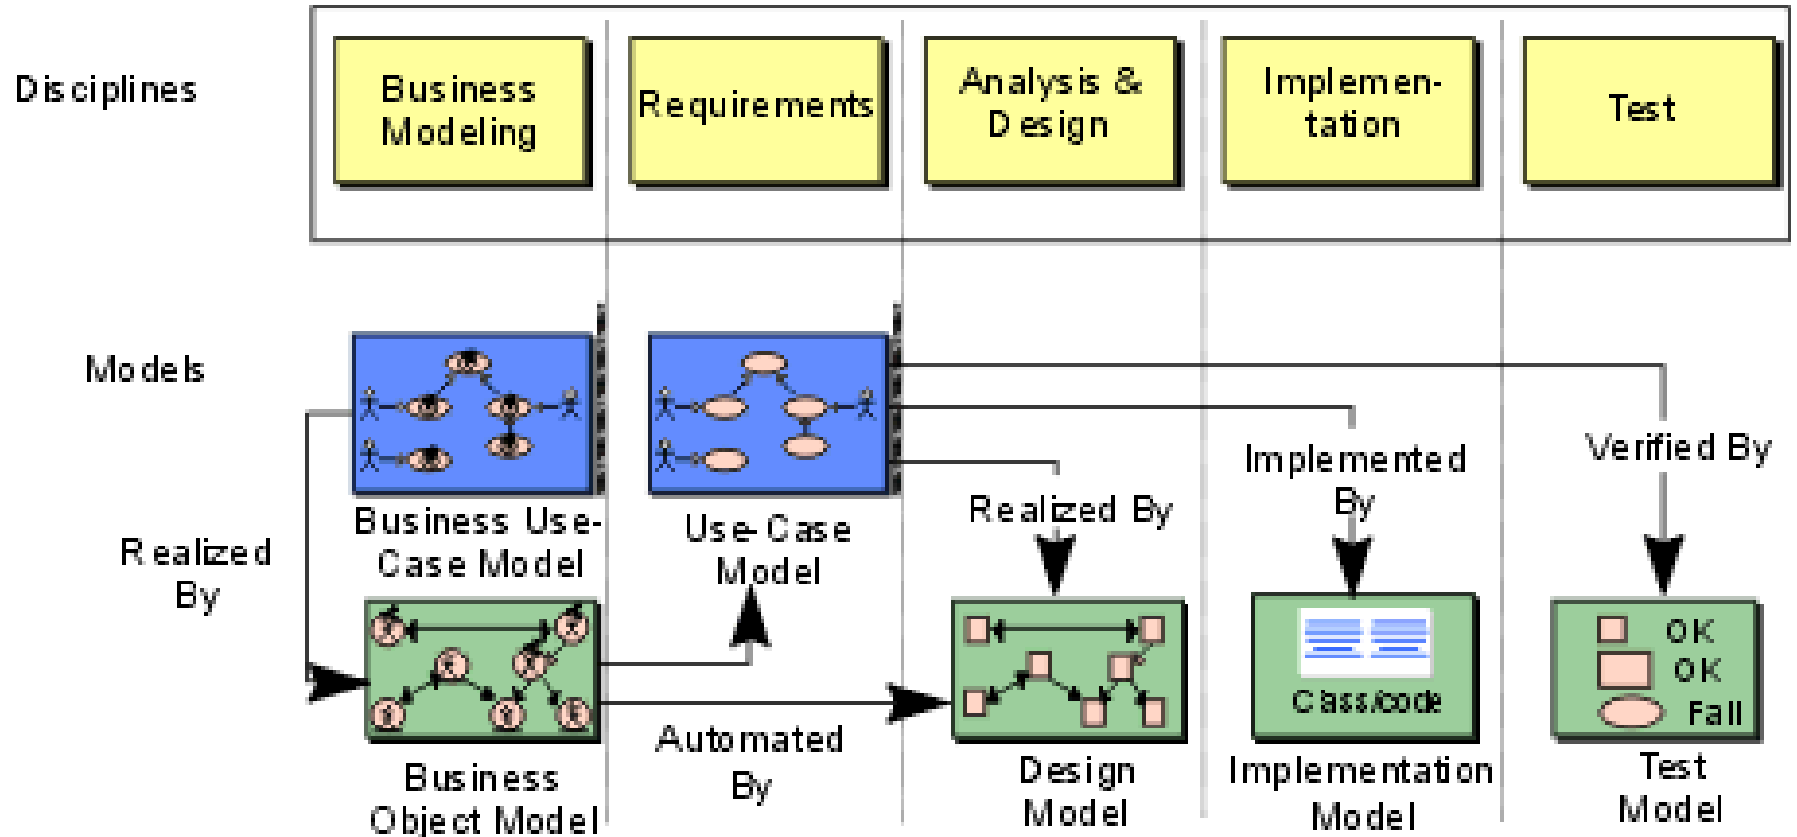 Disciplines
Business
Modeling
Requirements
Analysis &
Design
Implemen-
tation
Test
Models
Business Use-
Case Model
Use-Case
Model
Realized
By
Realized By
Implemented
By
Verified By
Automated
By
Business
Object Model
Design
Model
Class/code
Implementation
Model
OK
OK
Fail
Test
Model